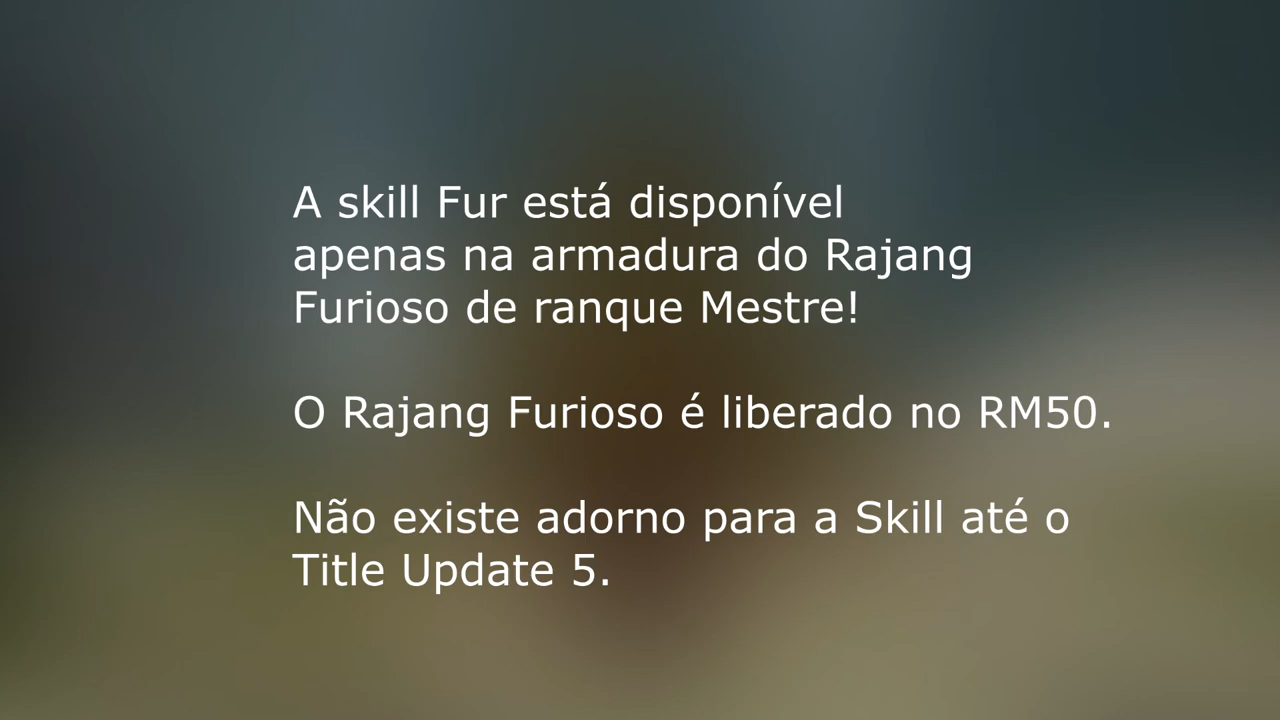 A skill Fur está disponível
apenas na armadura do Rajang
Furioso de ranque Mestre!
O Rajang Furioso é liberado no RM50.
Não existe adorno para a Skill até o
Title Update 5.